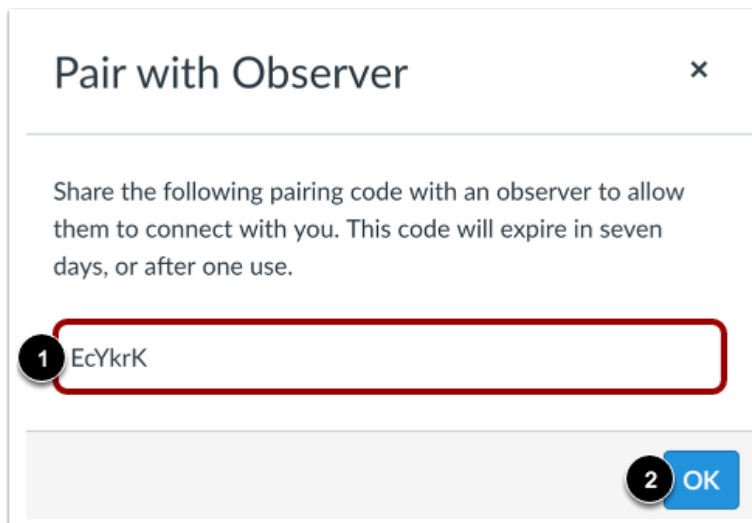 Pair with Observer ×
Share the following pairing code with an observer to allow
them to connect with you. This code will expire in seven
days, or after one use.
1 EcYkrK
2 OK